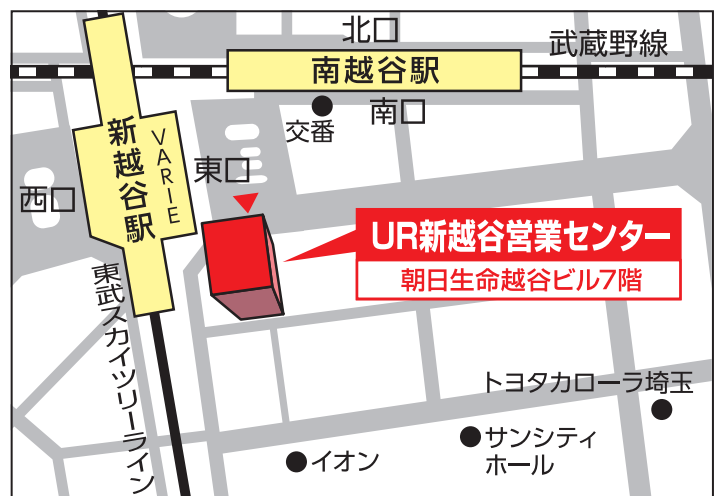 北口
武蔵野線
南越谷駅
南口
交番
新越谷駅
VARIE
東口
西口
UR新越谷営業センター
朝日生命越谷ビル7階
東武スカイツリーライン
トヨタカローラ埼玉
サンシティ
ホール
イオン